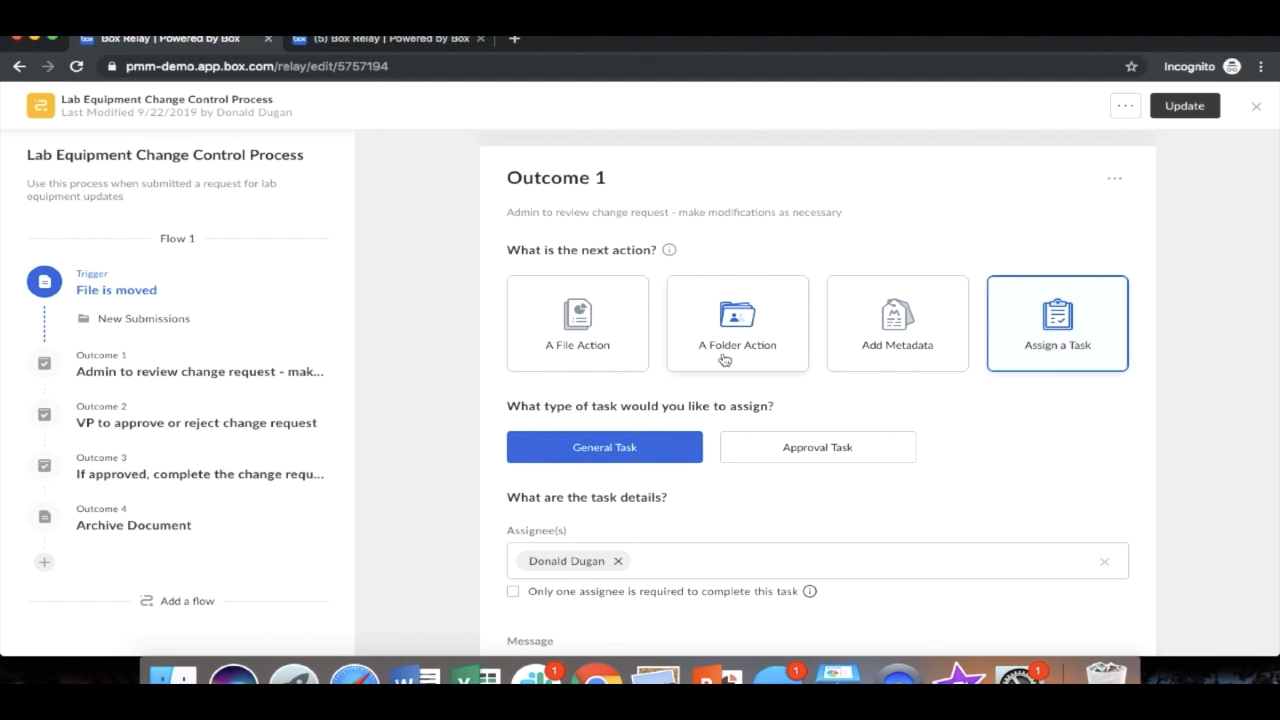 Box Relay | Powered by Box
(5) Box Relay | Powered by Box
pmm-demo.app.box.com/relay/edit/5757194
Incognito
Lab Equipment Change Control Process
Last Modified 9/22/2019 by Donald Dugan
Update
Lab Equipment Change Control Process
Use this process when submitted a request for lab
equipment updates
Flow 1
Trigger
File is moved
New Submissions
Outcome 1
Admin to review change request - mak...
Outcome 2
VP to approve or reject change request
Outcome 3
If approved, complete the change requ...
Outcome 4
Archive Document
Add a flow
Outcome 1
Admin to review change request - make modifications as necessary
What is the next action?
A File Action
A Folder Action
Add Metadata
Assign a Task
What type of task would you like to assign?
General Task
Approval Task
What are the task details?
Assignee(s)
Donald Dugan
Only one assignee is required to complete this task
Message
1
1
1